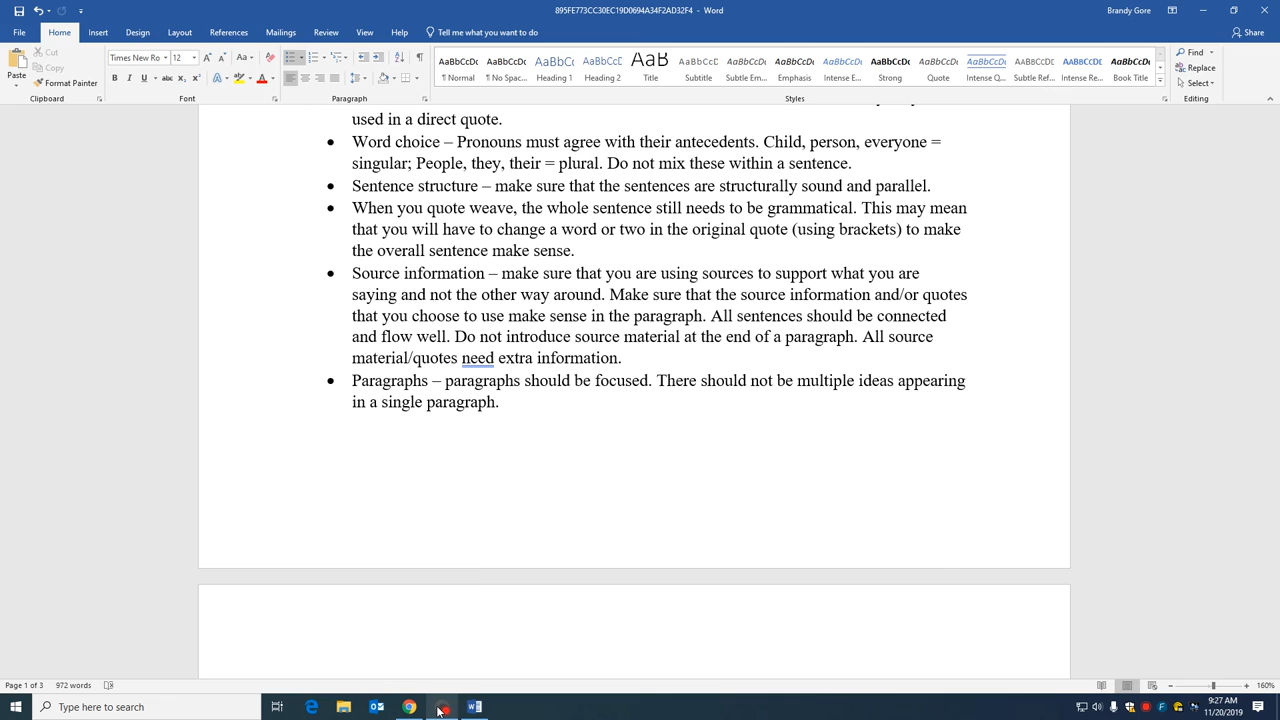 895FE773CC30EC19D0694A34F2AD32F4 - Word
Brandy Gore
File Home Insert Design Layout References Mailings Review View Help Tell me what you want to do
Share
Paste
Cut
Copy
Format Painter
Clipboard
Times New Ro 12
Font
Paragraph
AaBbCcDc AaBbCcDc AaBbCc AaBbCcD AaB AaBbCcD
¶ Normal ¶ No Spac... Heading 1 Heading 2 Title Subtitle Subtle Em... Emphasis Intense E... Strong Quote Intense Q... Subtle Ref... Intense Re... Book Title
Styles
Find
Replace
Select
Editing
used in a direct quote.
• Word choice – Pronouns must agree with their antecedents. Child, person, everyone =
singular; People, they, their = plural. Do not mix these within a sentence.
• Sentence structure – make sure that the sentences are structurally sound and parallel.
• When you quote weave, the whole sentence still needs to be grammatical. This may mean
that you will have to change a word or two in the original quote (using brackets) to make
the overall sentence make sense.
• Source information – make sure that you are using sources to support what you are
saying and not the other way around. Make sure that the source information and/or quotes
that you choose to use make sense in the paragraph. All sentences should be connected
and flow well. Do not introduce source material at the end of a paragraph. All source
material/quotes need extra information.
• Paragraphs – paragraphs should be focused. There should not be multiple ideas appearing
in a single paragraph.
Page 1 of 3 972 words
160%
Type here to search
9:27 AM
11/20/2019